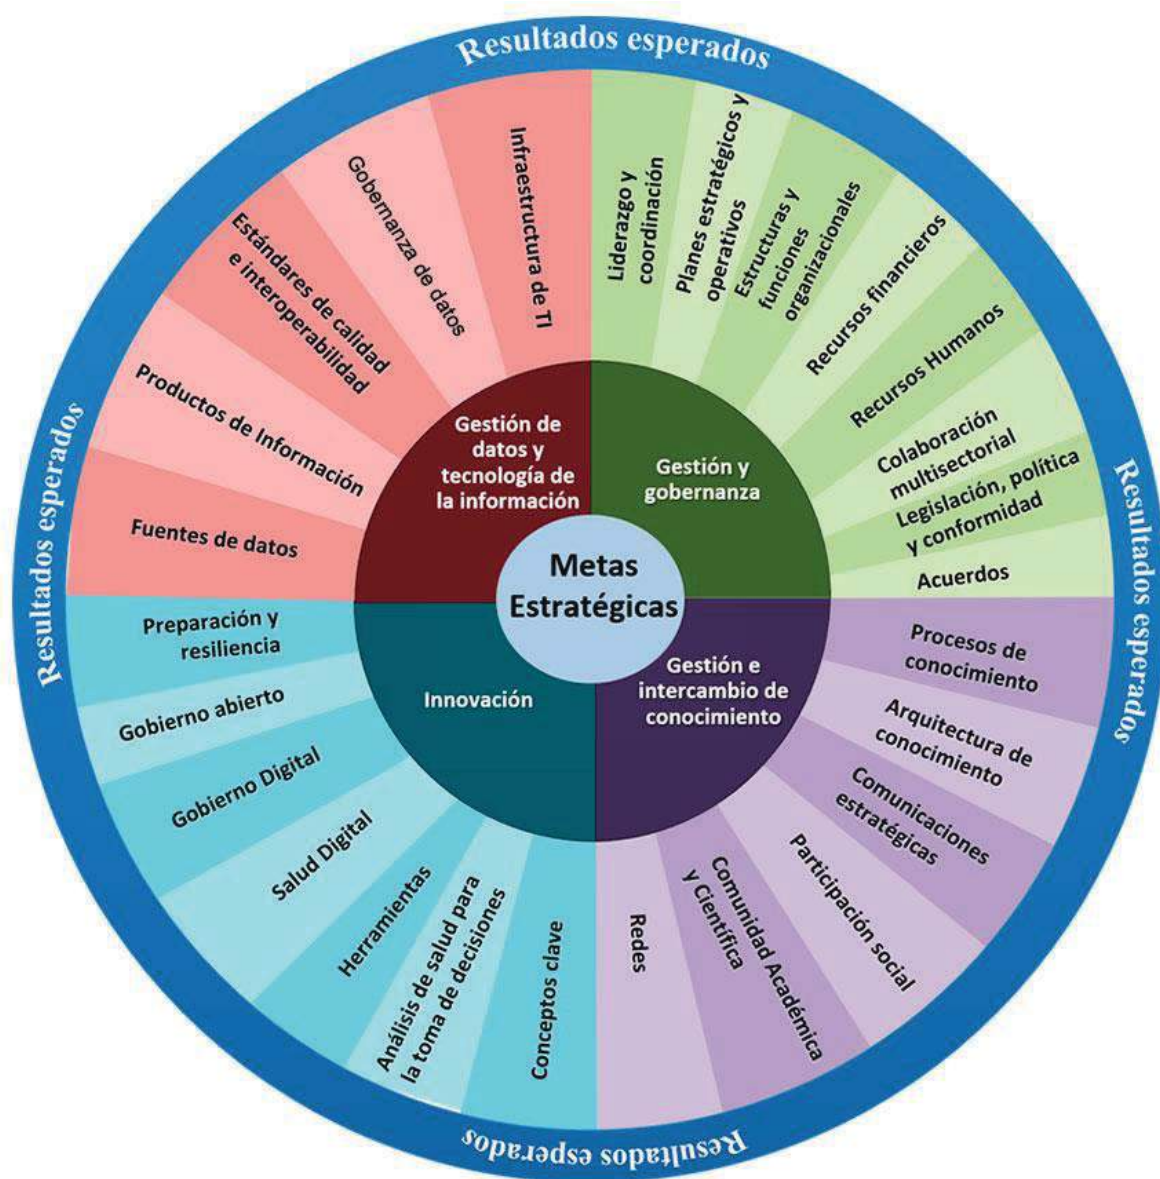 Resultados esperados
Liderazgo y
coordinación
Planes estratégicos y
operativos
Estructuras y
funciones
organizacionales
Recursos financieros
Recursos Humanos
Colaboración
multisectorial
Legislación, política
y conformidad
Acuerdos
Resultados esperados
Procesos de
conocimiento
Arquitectura de
conocimiento
Comunicaciones
estratégicas
Participación social
Comunidad Académica
y Científica
Redes
Resultados esperados
Conceptos clave
Análisis de salud para
la toma de decisiones
Herramientas
Salud Digital
Gobierno Digital
Gobierno abierto
Preparación y
resiliencia
Resultados esperados
Fuentes de datos
Productos de Información
Estándares de calidad
e interoperabilidad
Gobernanza de datos
Infraestructura de TI
Gestión de
datos y
tecnología de
la información
Gestión y
gobernanza
Metas
Estratégicas
Gestión e
intercambio de
conocimiento
Innovación